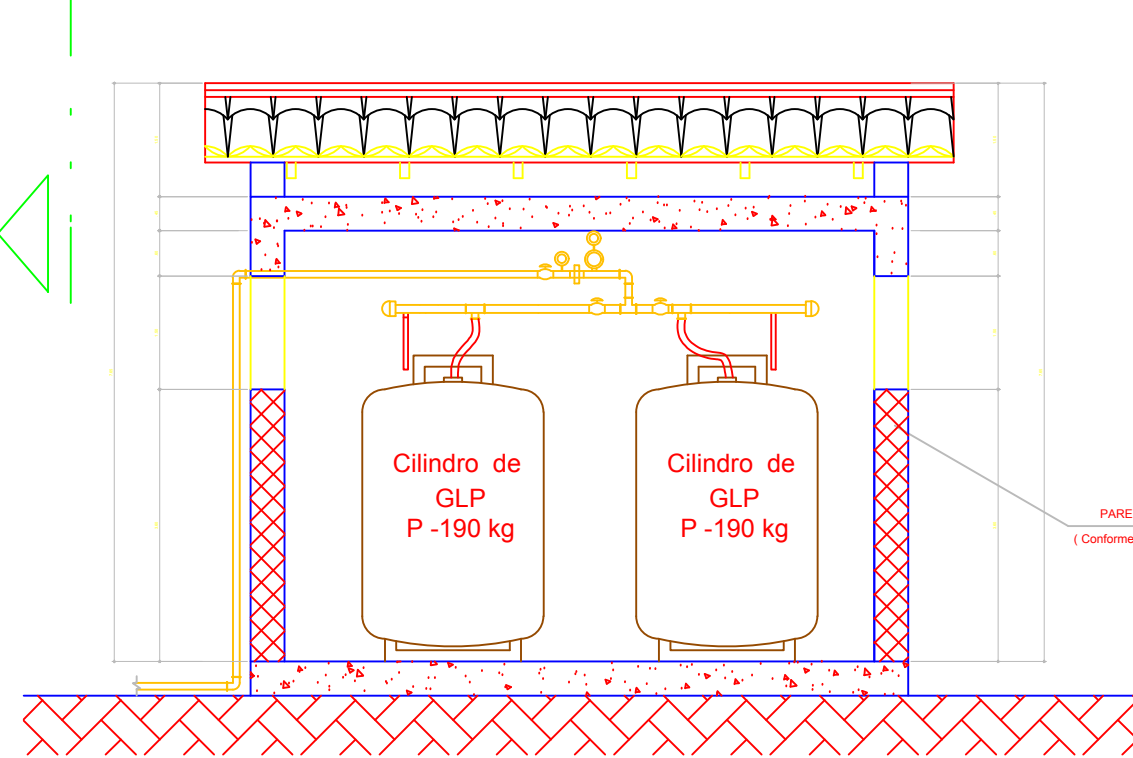 Cilindro de
GLP
P -190 kg
Cilindro de
GLP
P -190 kg
PARE
( Conforme